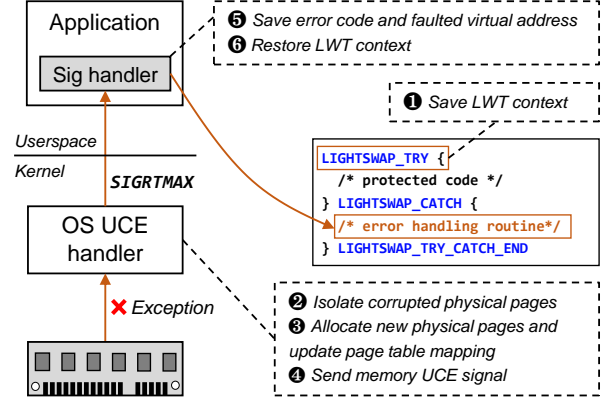 Application
Sig handler
❺ Save error code and faulted virtual address
❻ Restore LWT context
❶ Save LWT context
Userspace
Kernel
SIGRTMAX
LIGHTSWAP_TRY {
/* protected code */
} LIGHTSWAP_CATCH {
/* error handling routine*/
} LIGHTSWAP_TRY_CATCH_END
OS UCE
handler
Exception
❷ Isolate corrupted physical pages
❸ Allocate new physical pages and
update page table mapping
❹ Send memory UCE signal